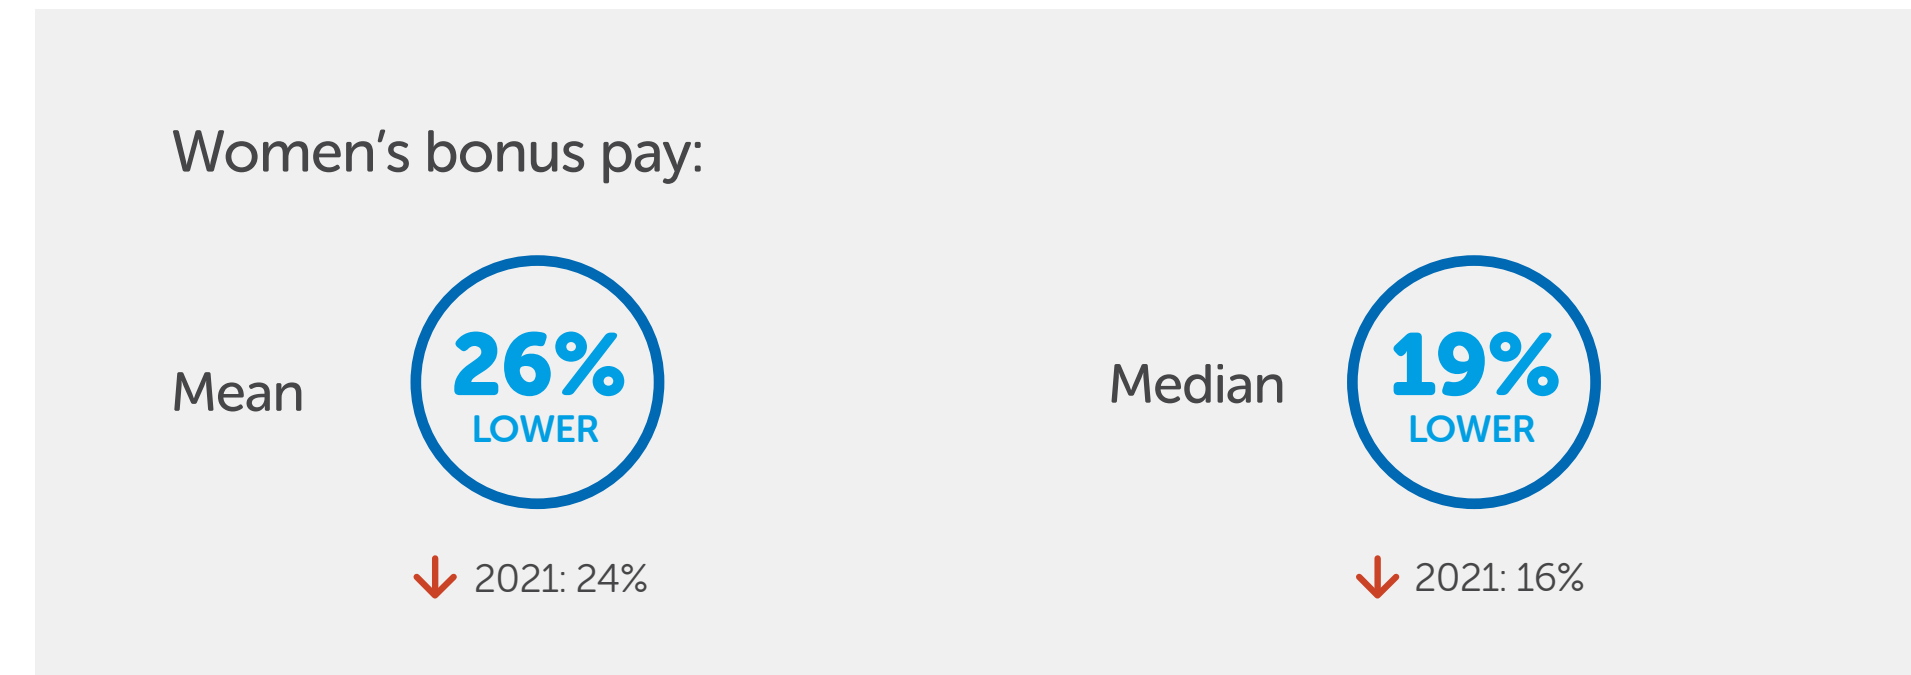 Women's bonus pay:
Mean
26%
LOWER
2021: 24%
Median
19%
LOWER
2021: 16%